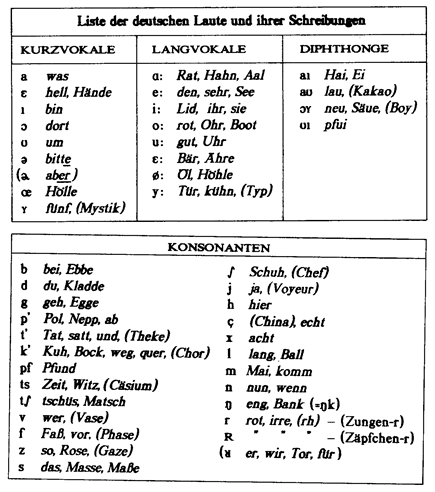 Liste der deutschen Laute und ihrer Schreibungen
KURZVOKALE
a was
ɛ hell, Hände
ı bin
ɔ dort
ʊ um
ə bitte
(ɐ aber)
œ Hölle
ʏ fünf, (Mystik)
LANGVOKALE
ɑ: Rat, Hahn, Aal
e: den, sehr, See
i: Lid, ihr, sie
o: rot, Ohr, Boot
u: gut, Uhr
ɛ: Bär, Ähre
ø: Öl, Höhle
y: Tür, kühn, (Typ)
DIPHTHONGE
aı Hai, Ei
aʊ lau, (Kakao)
ɔʏ neu, Säue, (Boy)
ʊı pfui
KONSONANTEN
b bei, Ebbe
d du, Kladde
g geh, Egge
p' Pol, Nepp, ab
t' Tat, satt, und, (Theke)
k' Kuh, Bock, weg, quer, (Chor)
pf Pfund
ts Zeit, Witz, (Cäsium)
tʃ tschüs, Matsch
v wer, (Vase)
f Faß, vor, (Phase)
z so, Rose, (Gaze)
s das, Masse, Maße
ʃ Schuh, (Chef)
j ja, (Voyeur)
h hier
ç (China), echt
x acht
l lang, Ball
m Mai, komm
n nun, wenn
ŋ eng, Bank (=ŋk)
r rot, irre, (rh) – (Zungen-r)
R " " " – (Zäpfchen-r)
(ʁ er, wir, Tor, für)